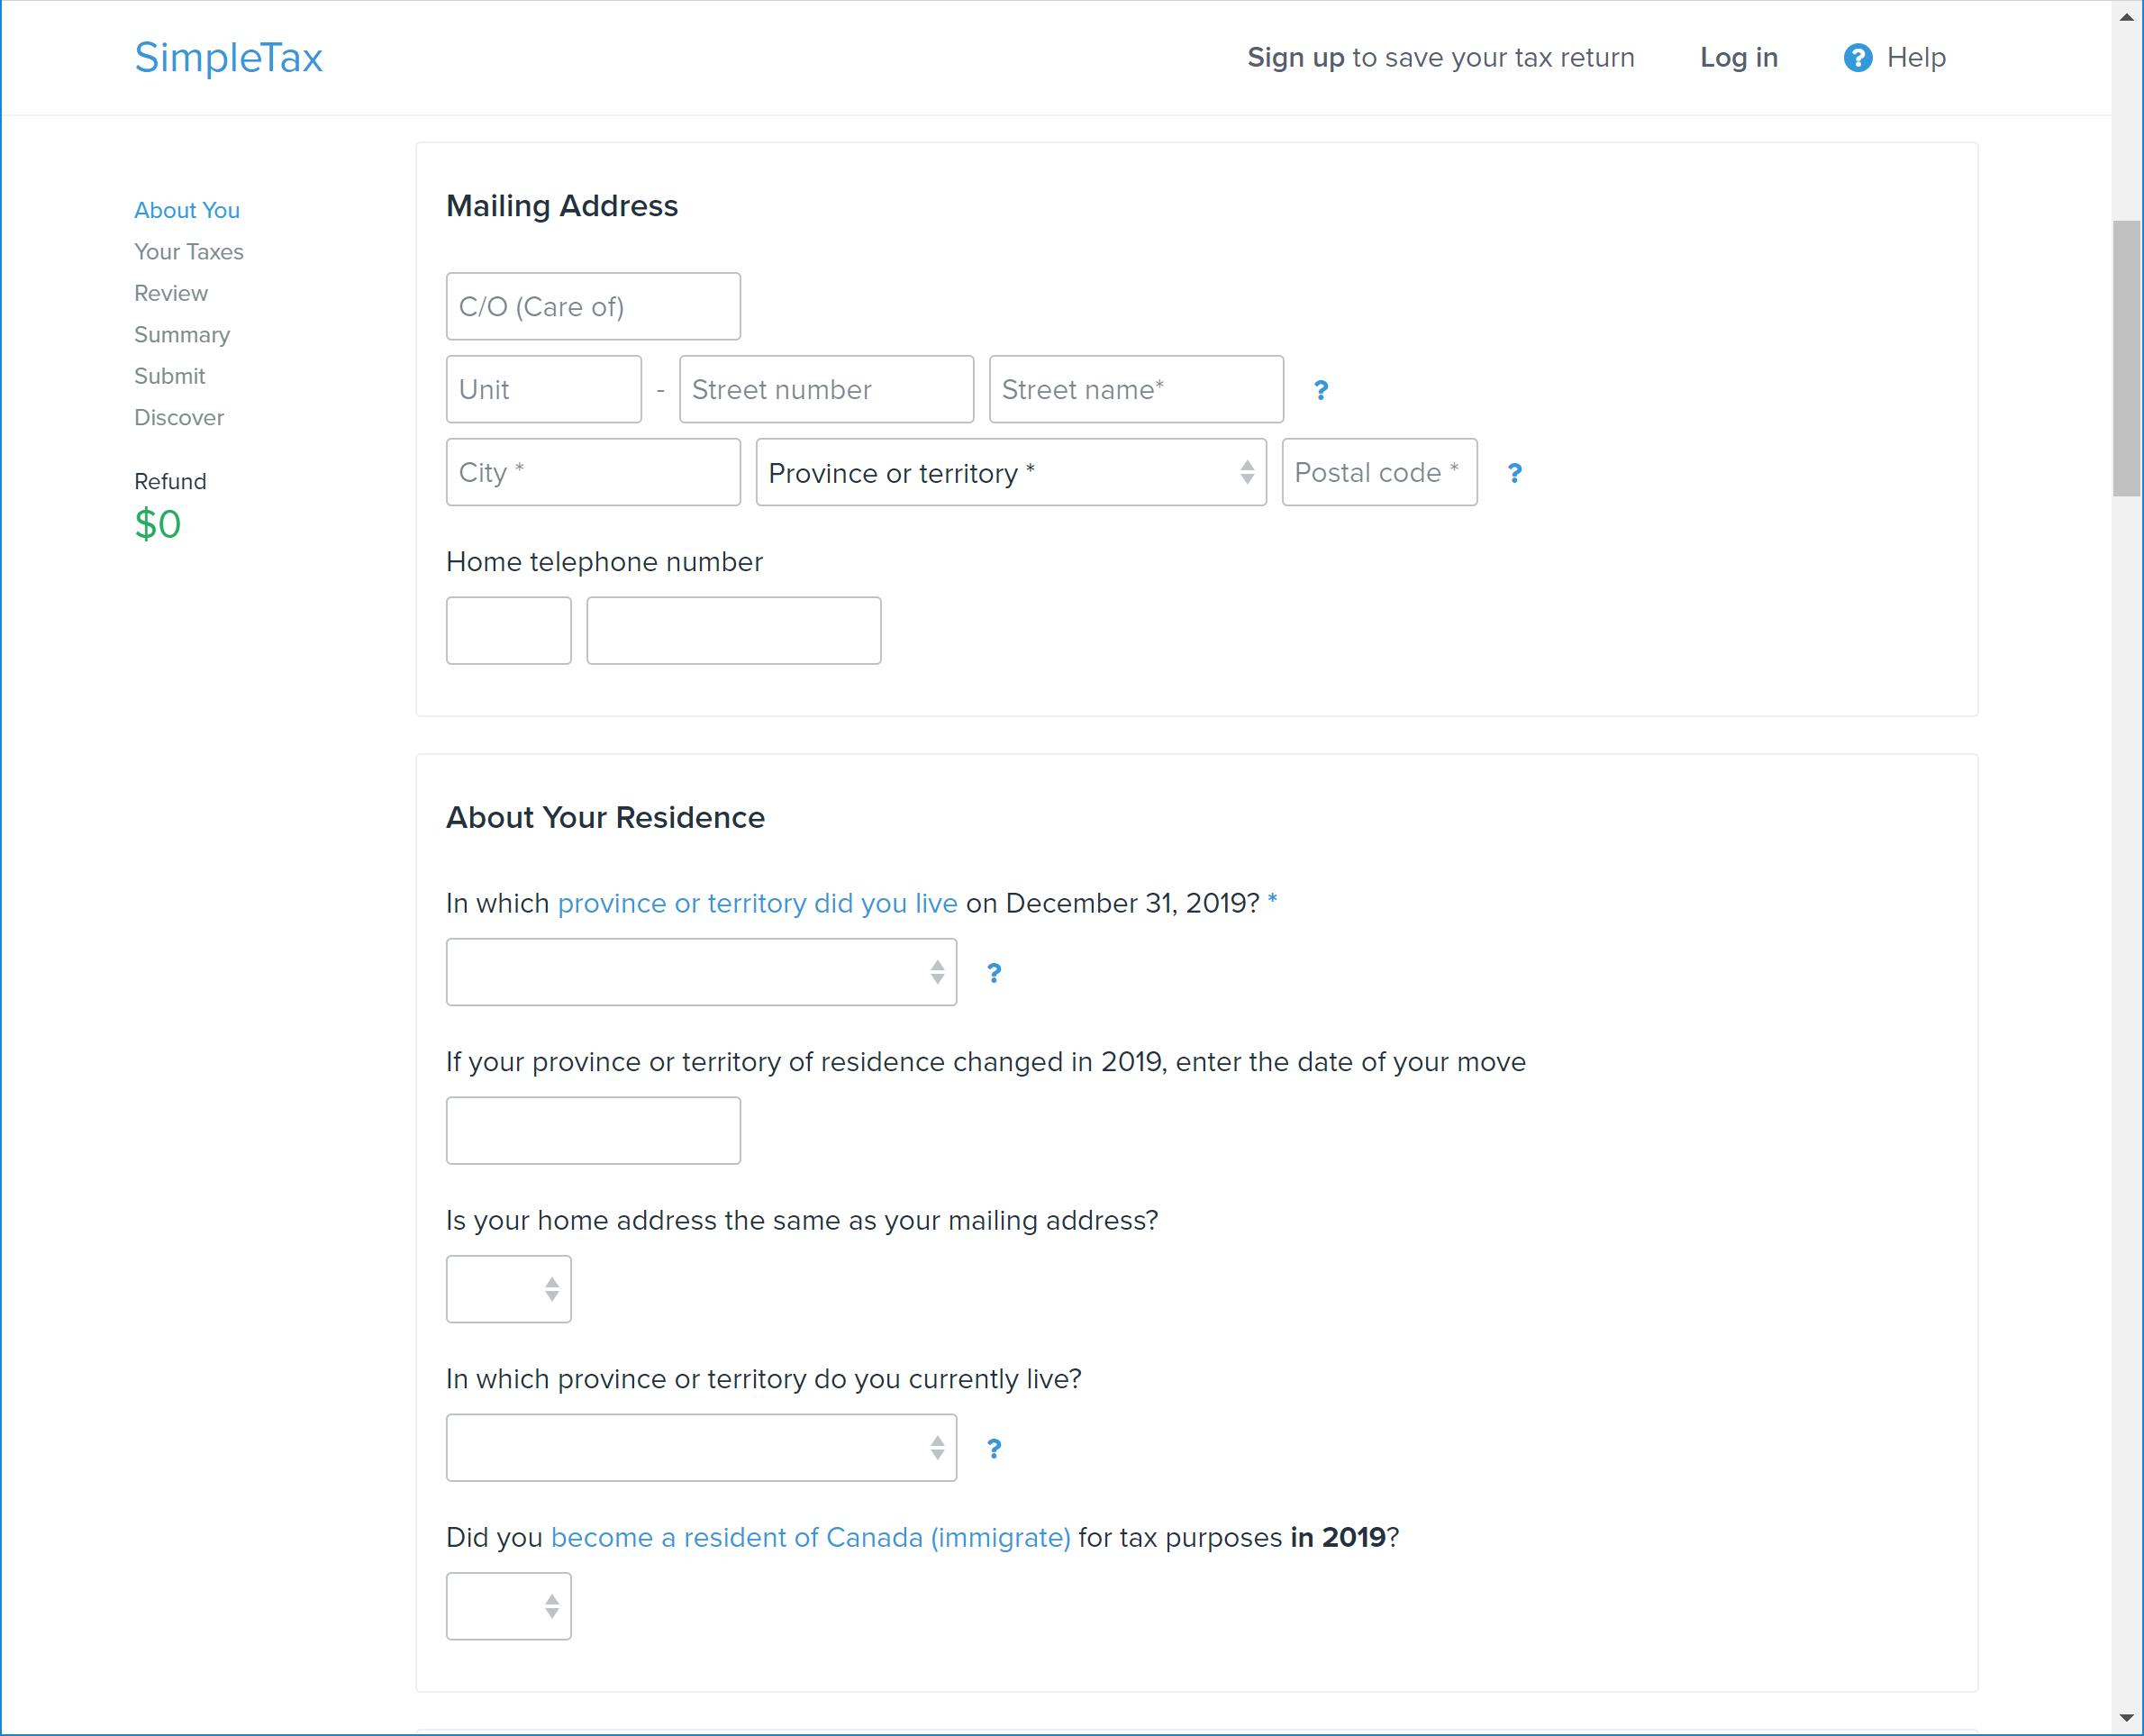 SimpleTax
Sign up to save your tax return
Log in
? Help
About You
Your Taxes
Review
Summary
Submit
Discover
Refund
$0
Mailing Address
C/O (Care of)
Unit - Street number Street name* ?
City * Province or territory * Postal code * ?
Home telephone number
About Your Residence
In which province or territory did you live on December 31, 2019? *
?
If your province or territory of residence changed in 2019, enter the date of your move
Is your home address the same as your mailing address?
In which province or territory do you currently live?
?
Did you become a resident of Canada (immigrate) for tax purposes in 2019?